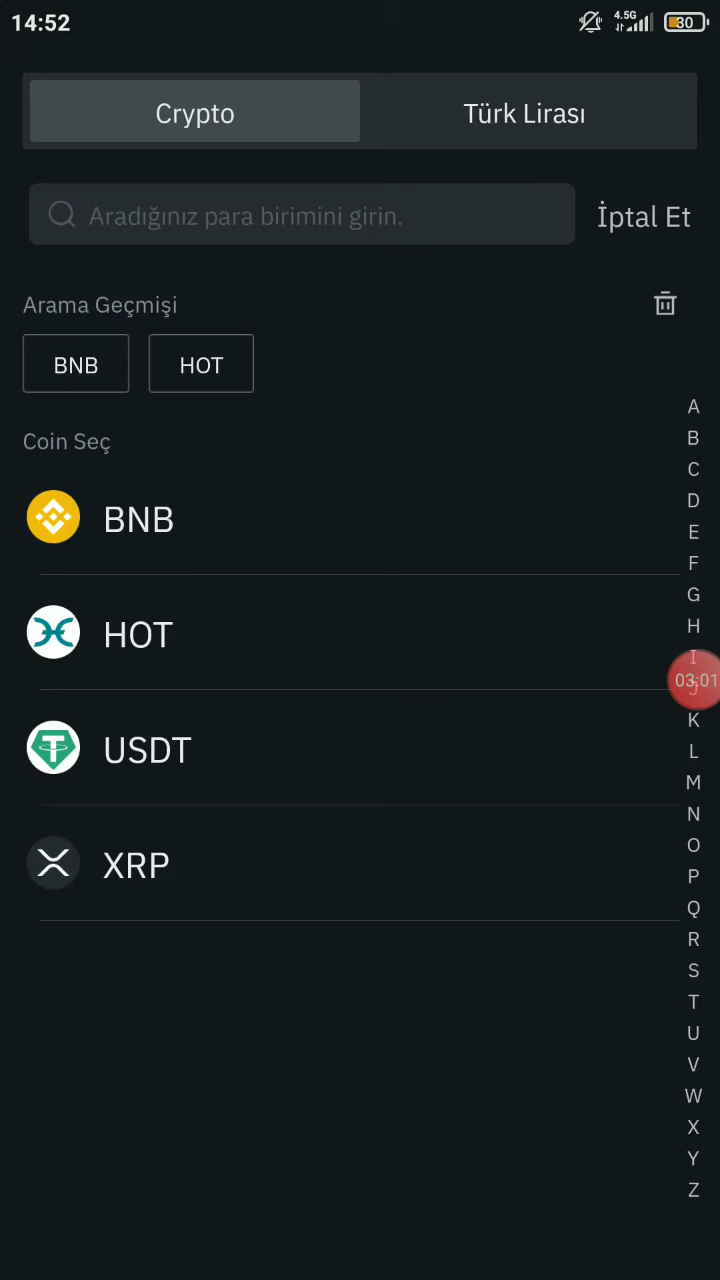 14:52
4.5G
30
Crypto
Türk Lirası
Aradığınız para birimini girin.
İptal Et
Arama Geçmişi
BNB
HOT
Coin Seç
BNB
HOT
USDT
XRP
A
B
C
D
E
F
G
H
I
03:01
J
K
L
M
N
O
P
Q
R
S
T
U
V
W
X
Y
Z